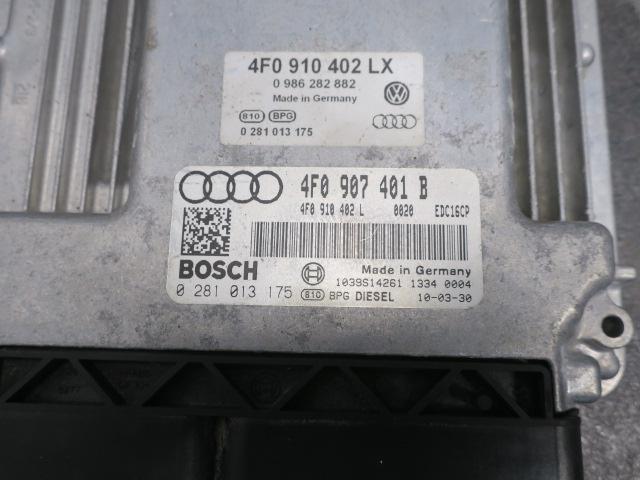 4F0 910 402 LX
0 986 282 882
Made in Germany
810 BPG
0 281 013 175
4F0 907 401 B
4F0 910 402 L 0020 EDC16CP
BOSCH
Made in Germany
1039S14261 1334 0004
0 281 013 175 810 BPG DIESEL 10-03-30